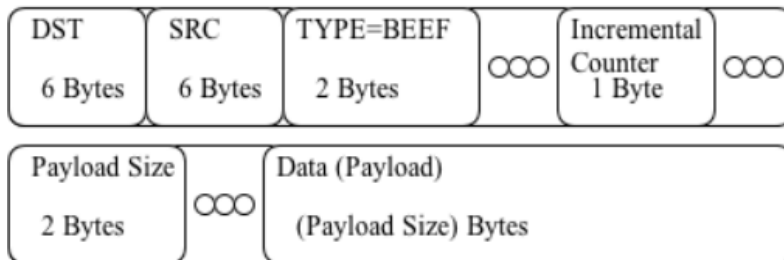 DST
6 Bytes
SRC
6 Bytes
TYPE=BEEF
2 Bytes
Incremental
Counter
1 Byte
Payload Size
2 Bytes
Data (Payload)
(Payload Size) Bytes